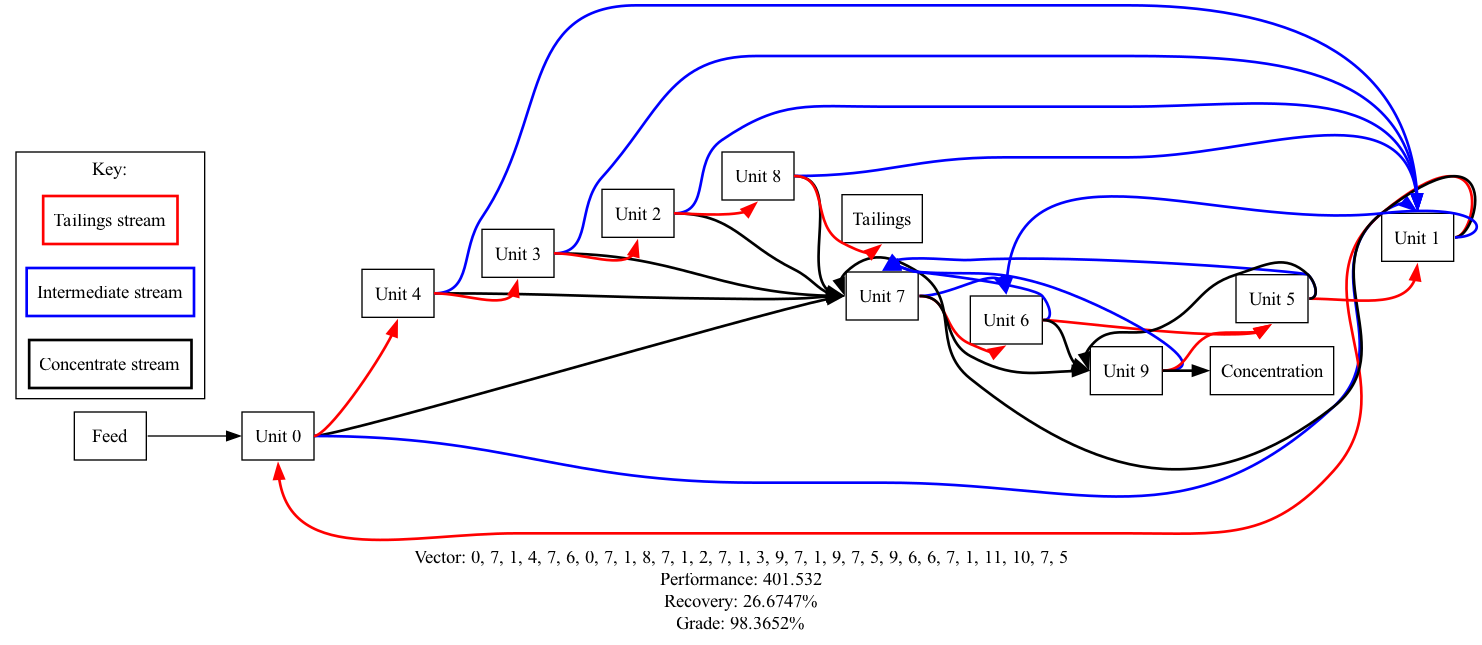 Key:
Tailings stream
Intermediate stream
Concentrate stream
Feed
Unit 0
Unit 4
Unit 3
Unit 2
Unit 8
Tailings
Unit 7
Unit 6
Unit 9
Unit 5
Concentration
Unit 1
Vector: 0, 7, 1, 4, 7, 6, 0, 7, 1, 8, 7, 1, 2, 7, 1, 3, 9, 7, 1, 9, 7, 5, 9, 6, 6, 7, 1, 11, 10, 7, 5
Performance: 401.532
Recovery: 26.6747%
Grade: 98.3652%